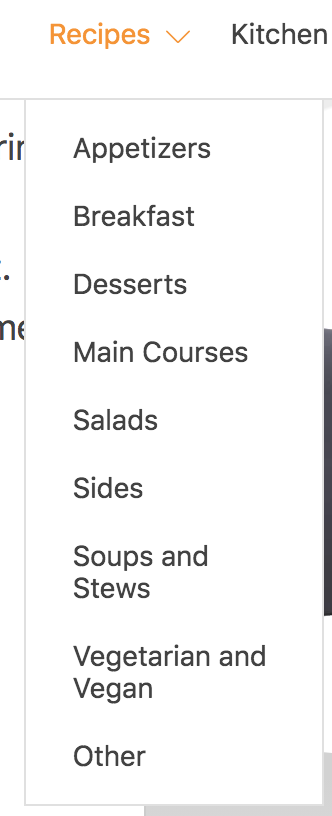 Recipes
Kitchen
Appetizers
Breakfast
Desserts
Main Courses
Salads
Sides
Soups and
Stews
Vegetarian and
Vegan
Other